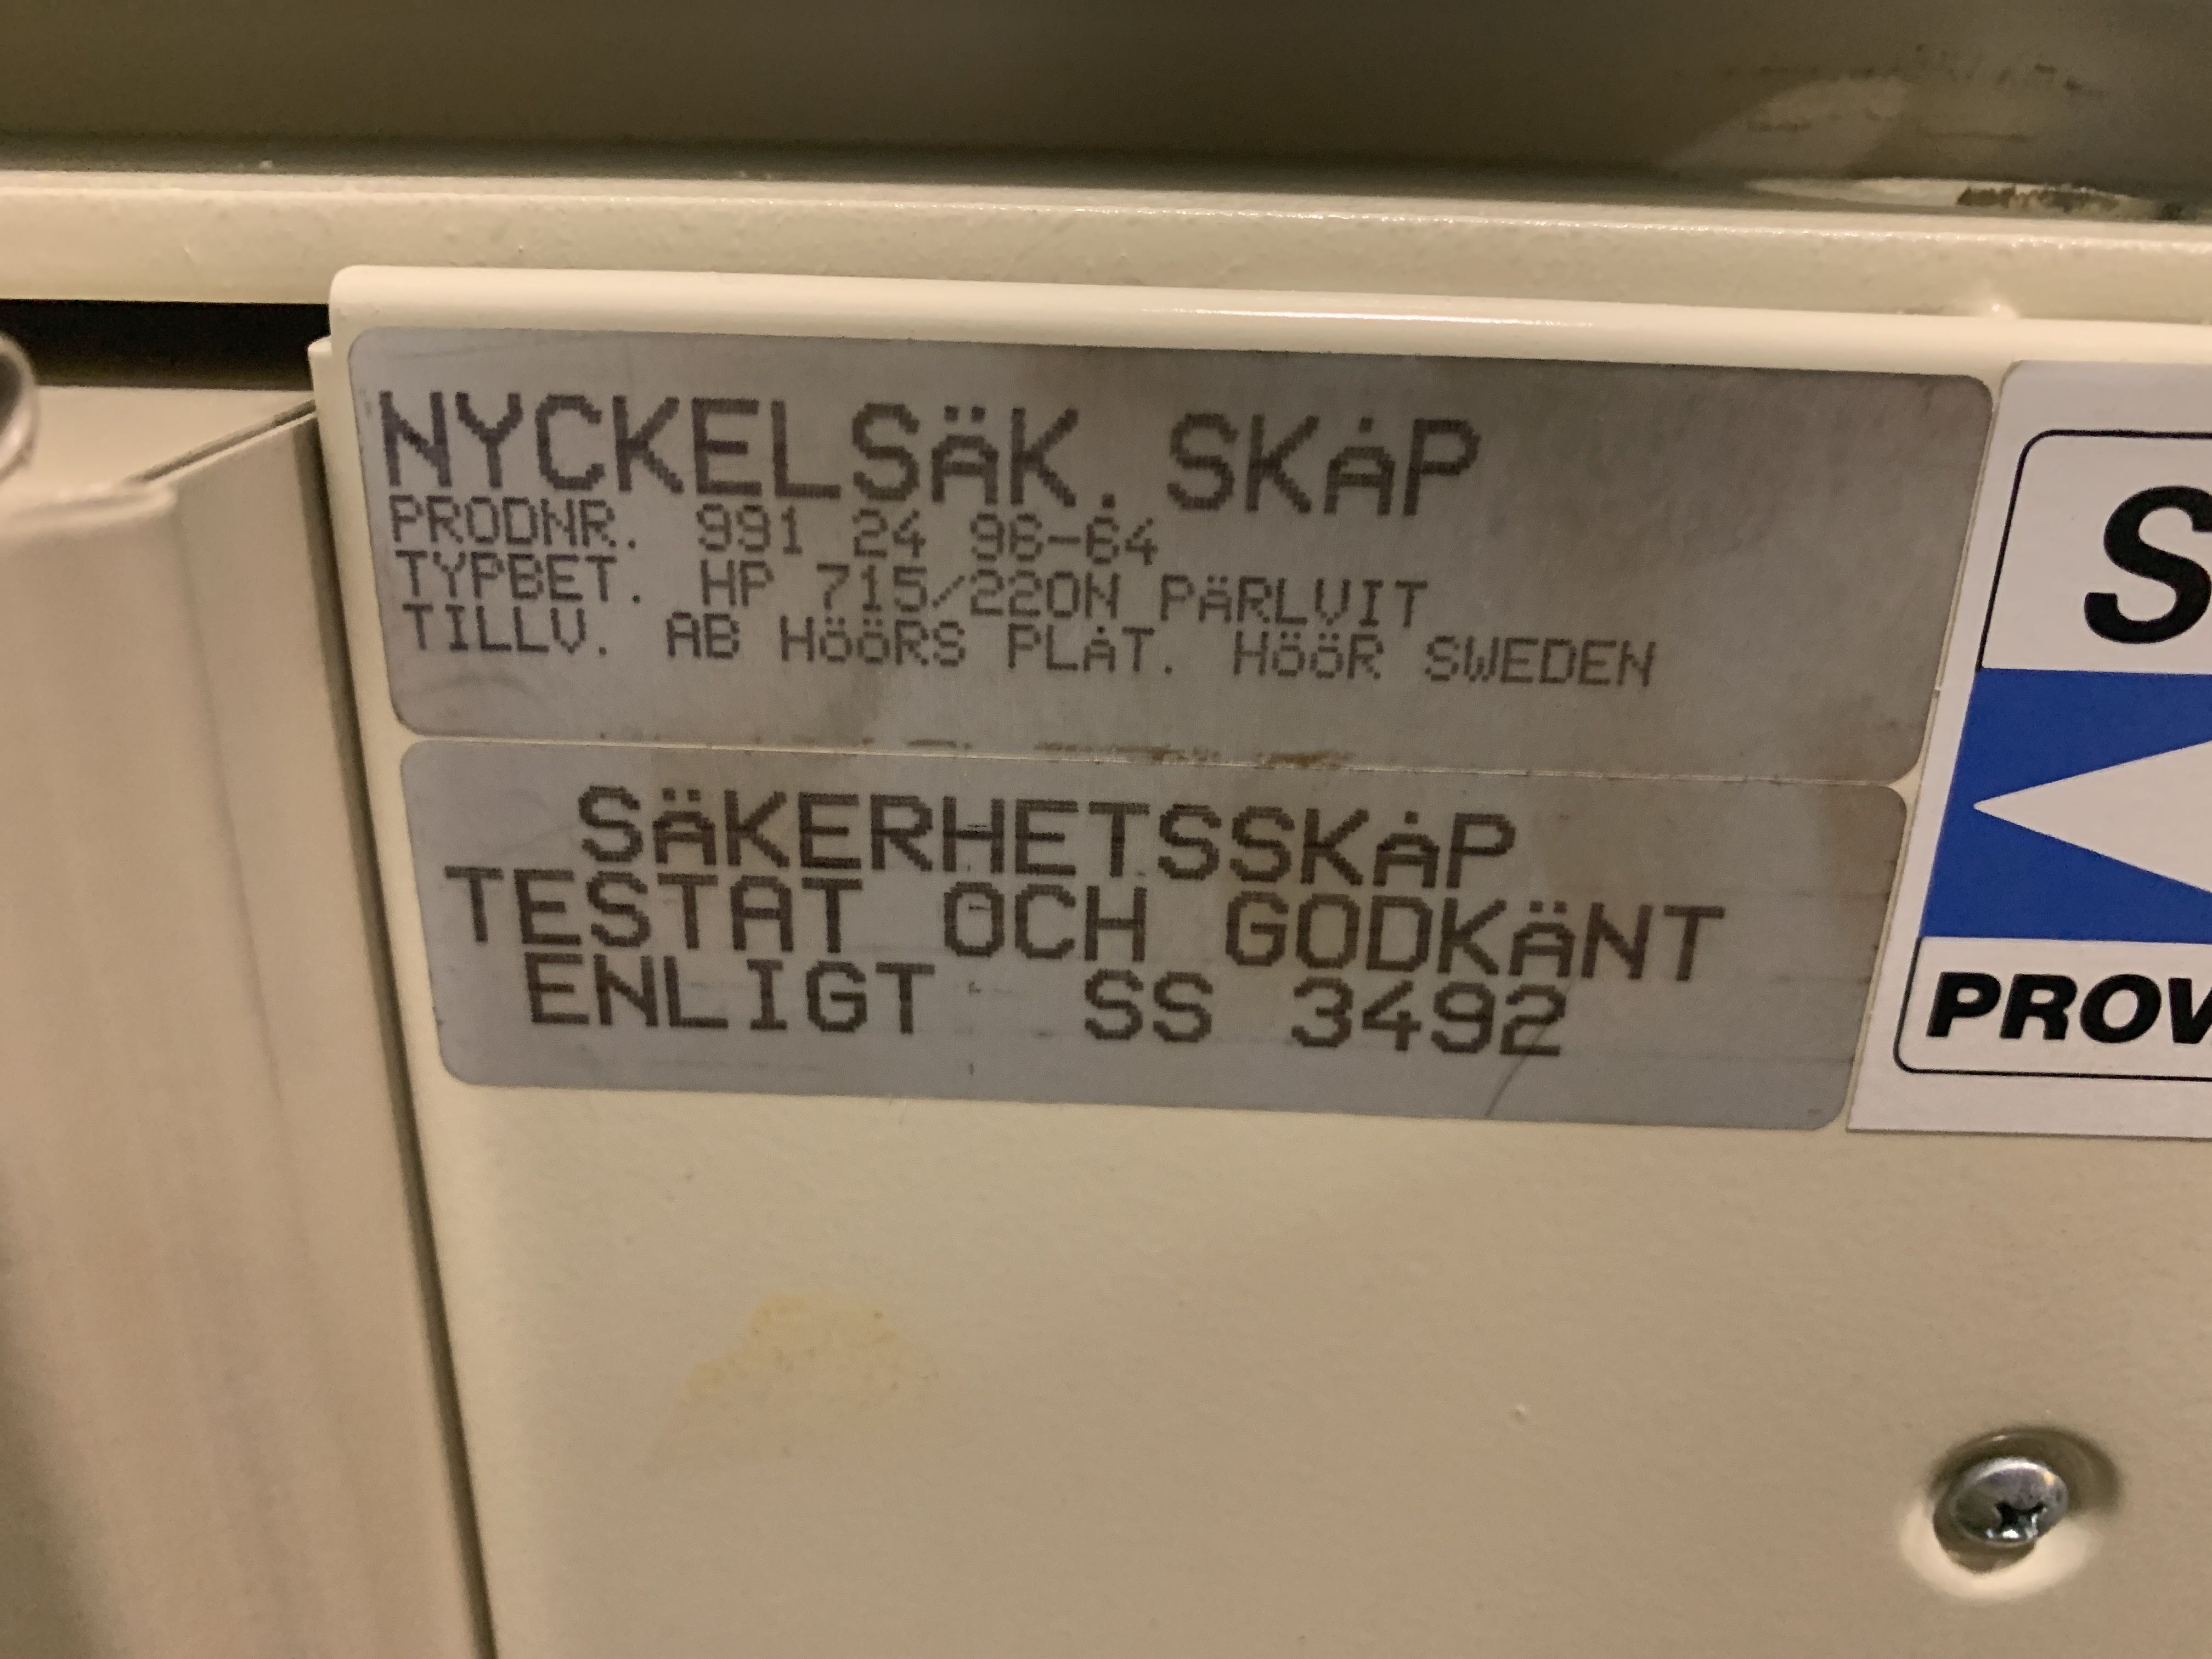 NYCKELSÄK. SKÅP
PRODNR. 991 24 96-64
TYPBET. HP 715/220N PÄRLVIT
TILLV. AB HÖÖRS PLÅT. HÖÖR SWEDEN
SÄKERHETSSKÅP
TESTAT OCH GODKÄNT
ENLIGT SS 3492
S
PROV